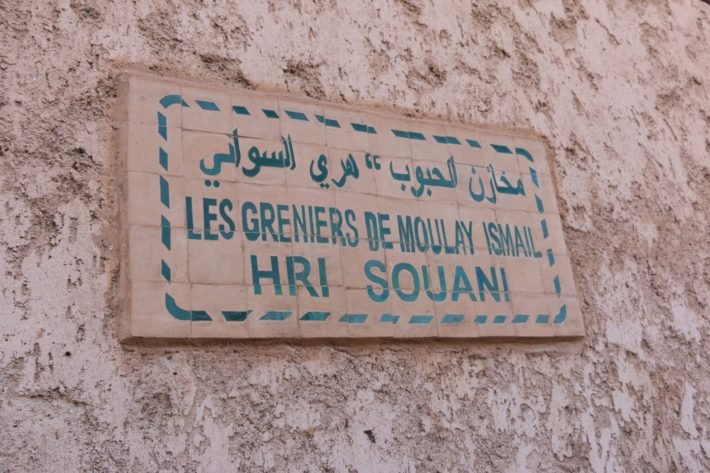 مخازن الحبوب “ هري السواني
LES GRENIERS DE MOULAY ISMAIL
HRI SOUANI